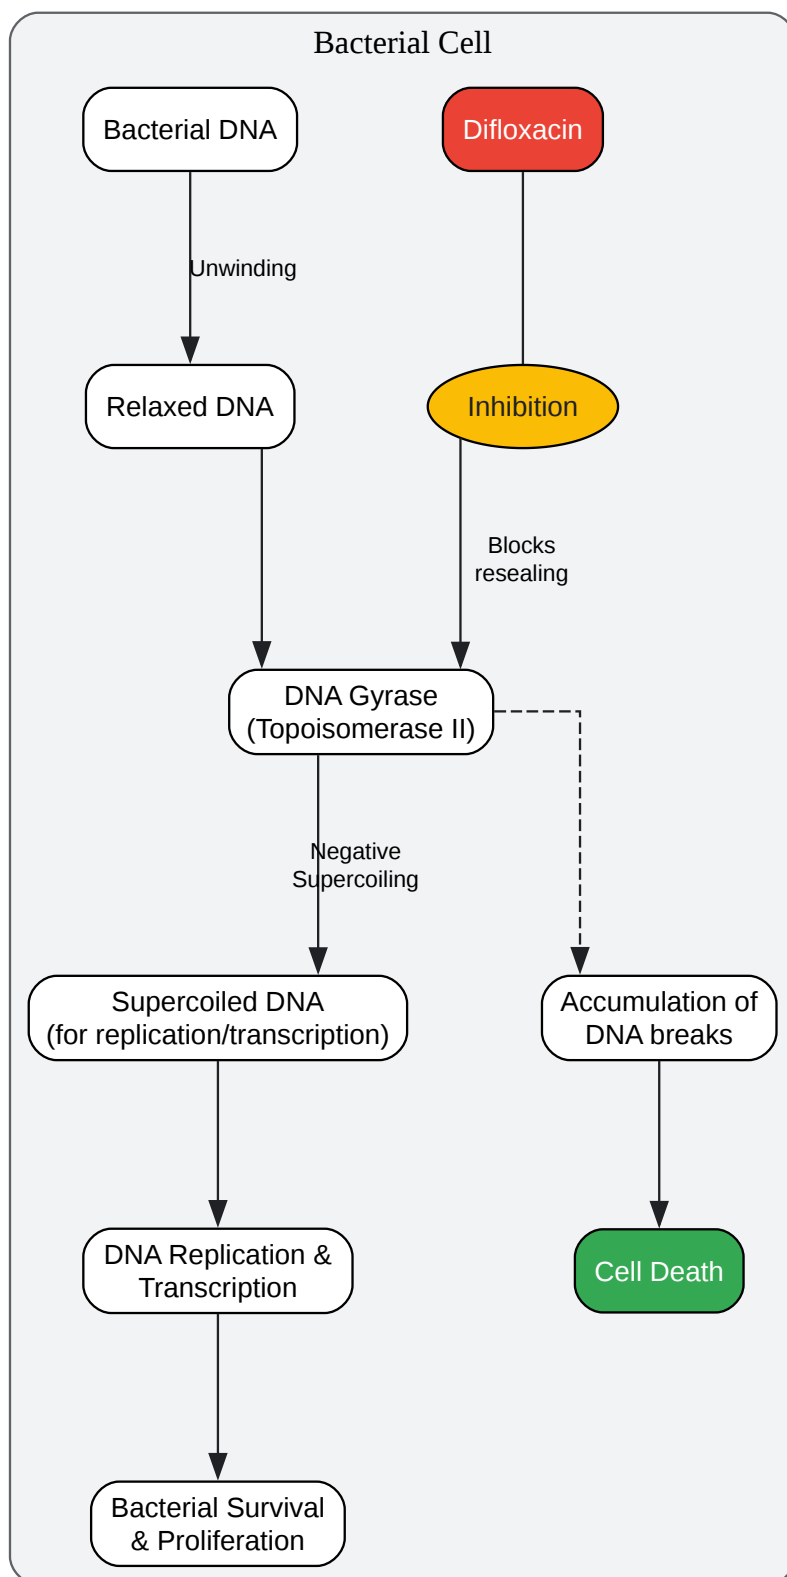 Bacterial Cell
Bacterial DNA
Difloxacin
Unwinding
Relaxed DNA
Inhibition
Blocks
resealing
DNA Gyrase
(Topoisomerase II)
Negative
Supercoiling
Supercoiled DNA
(for replication/transcription)
Accumulation of
DNA breaks
DNA Replication &
Transcription
Cell Death
Bacterial Survival
& Proliferation